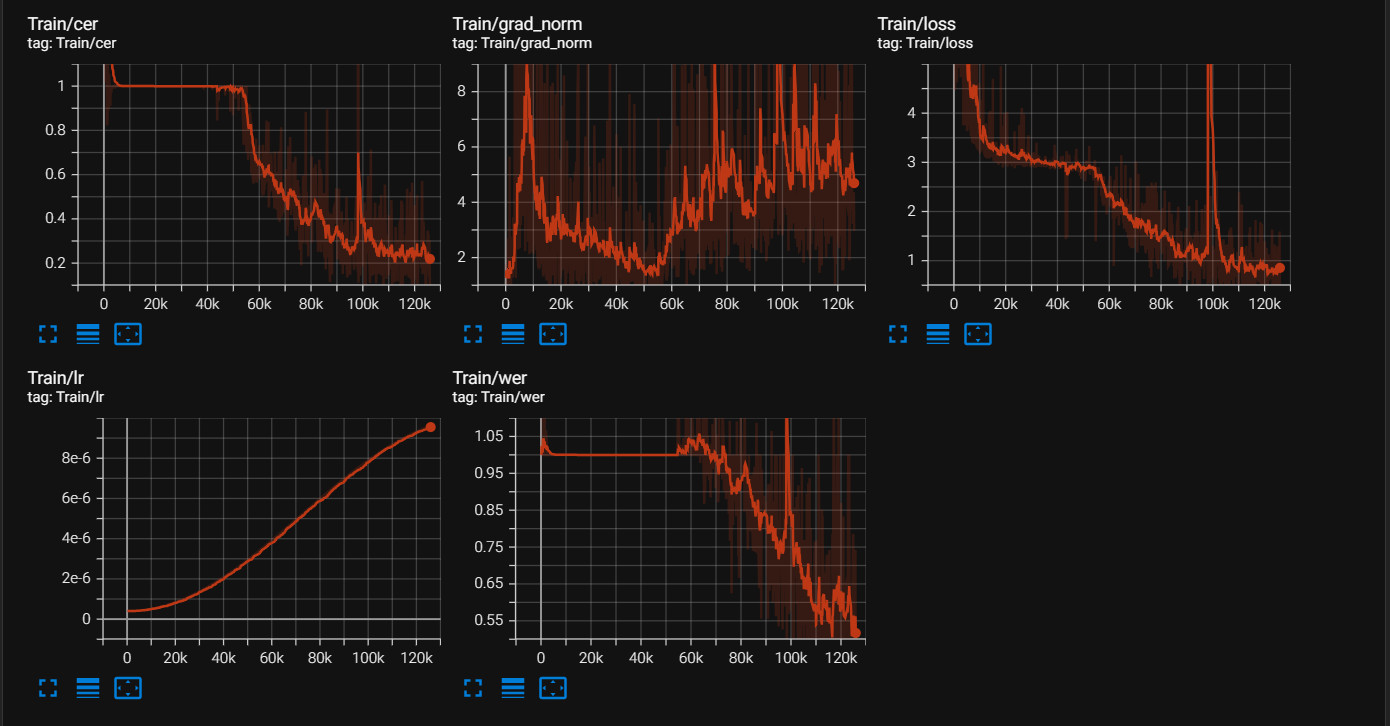 Train/cer
tag: Train/cer
1
0.8
0.6
0.4
0.2
0 20k 40k 60k 80k 100k 120k
Train/grad_norm
tag: Train/grad_norm
8
6
4
2
0 20k 40k 60k 80k 100k 120k
Train/loss
tag: Train/loss
4
3
2
1
0 20k 40k 60k 80k 100k 120k
Train/lr
tag: Train/lr
8e-6
6e-6
4e-6
2e-6
0
0 20k 40k 60k 80k 100k 120k
Train/wer
tag: Train/wer
1.05
0.95
0.85
0.75
0.65
0.55
0 20k 40k 60k 80k 100k 120k